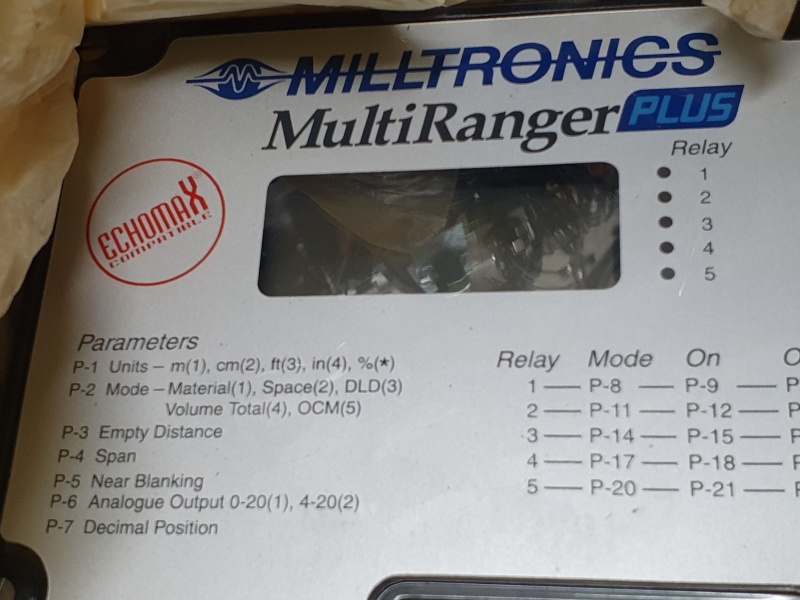 MILLTRONICS
MultiRanger PLUS
Relay
1
2
3
4
5
ECHOMAX
COMPATIBLE
Parameters
P-1 Units – m(1), cm(2), ft(3), in(4), %(*)
P-2 Mode – Material(1), Space(2), DLD(3)
Volume Total(4), OCM(5)
P-3 Empty Distance
P-4 Span
P-5 Near Blanking
P-6 Analogue Output 0-20(1), 4-20(2)
P-7 Decimal Position
Relay Mode On
1 — P-8 — P-9 —
2 — P-11 — P-12 —
3 — P-14 — P-15 —
4 — P-17 — P-18 —
5 — P-20 — P-21 —